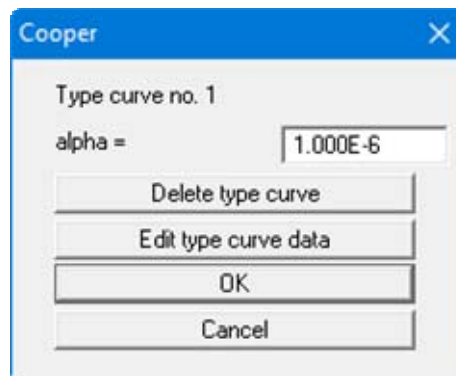 Cooper
Type curve no. 1
alpha = 1.000E-6
Delete type curve
Edit type curve data
OK
Cancel